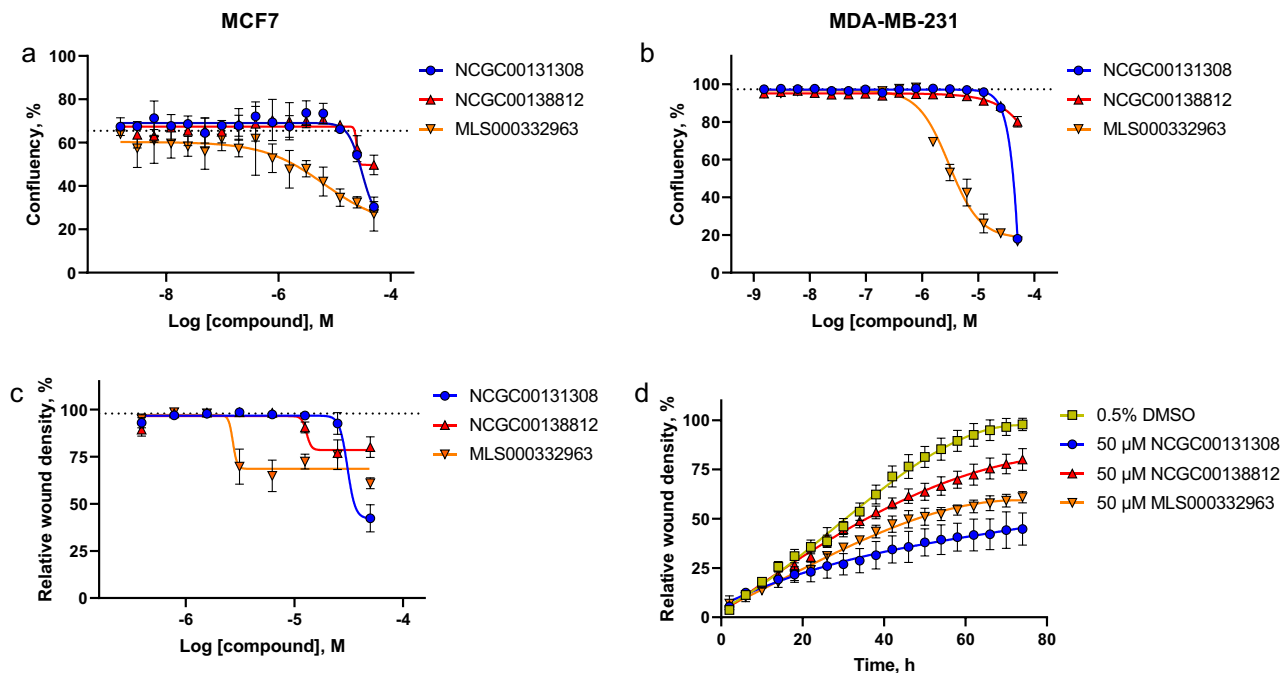 MCF7
MDA-MB-231
a
100
80
60
40
20
0
Confluency, %
-8
-6
-4
Log [compound], M
NCGC00131308
NCGC00138812
MLS000332963
b
100
80
60
40
20
0
Confluency, %
-9
-8
-7
-6
-5
-4
Log [compound], M
NCGC00131308
NCGC00138812
MLS000332963
c
100
75
50
25
0
Relative wound density, %
-6
-5
-4
Log [compound], M
NCGC00131308
NCGC00138812
MLS000332963
d
100
75
50
25
0
Relative wound density, %
0
20
40
60
80
Time, h
0.5% DMSO
50 µM NCGC00131308
50 µM NCGC00138812
50 µM MLS000332963